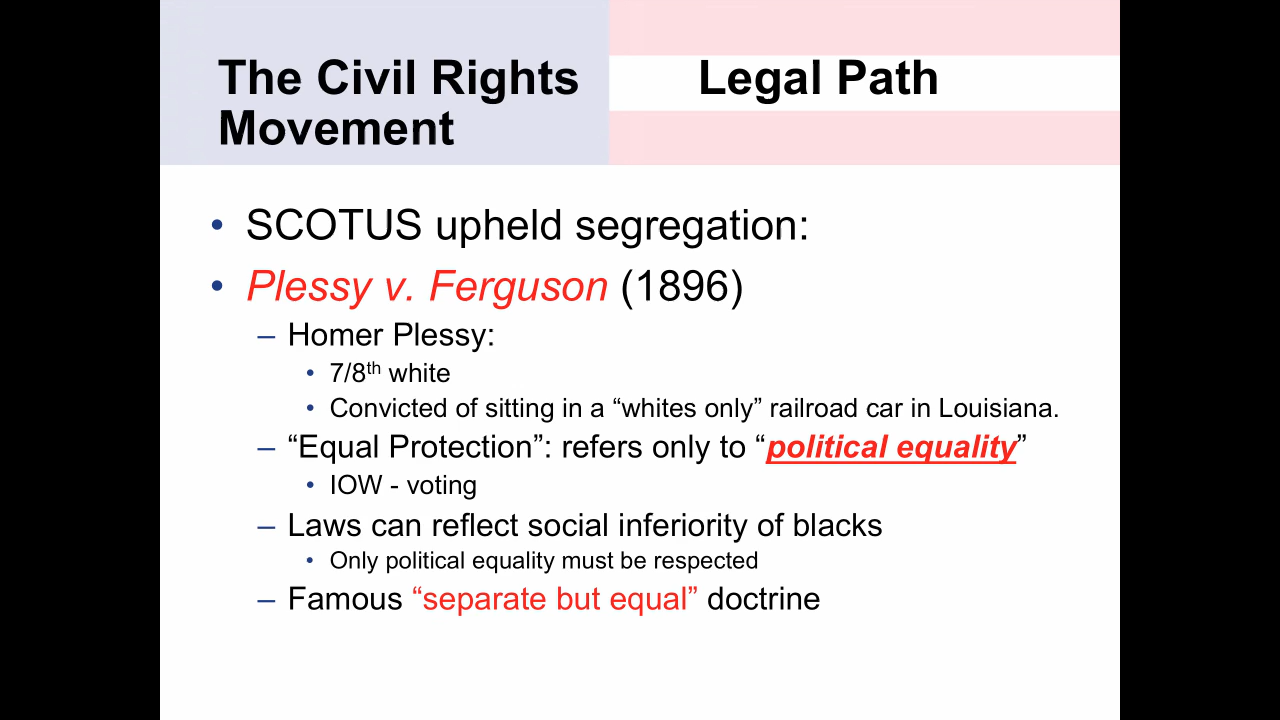 The Civil Rights Movement
Legal Path
• SCOTUS upheld segregation:
• Plessy v. Ferguson (1896)
– Homer Plessy:
• 7/8th white
• Convicted of sitting in a “whites only” railroad car in Louisiana.
– “Equal Protection”: refers only to “political equality”
• IOW - voting
– Laws can reflect social inferiority of blacks
• Only political equality must be respected
– Famous “separate but equal” doctrine